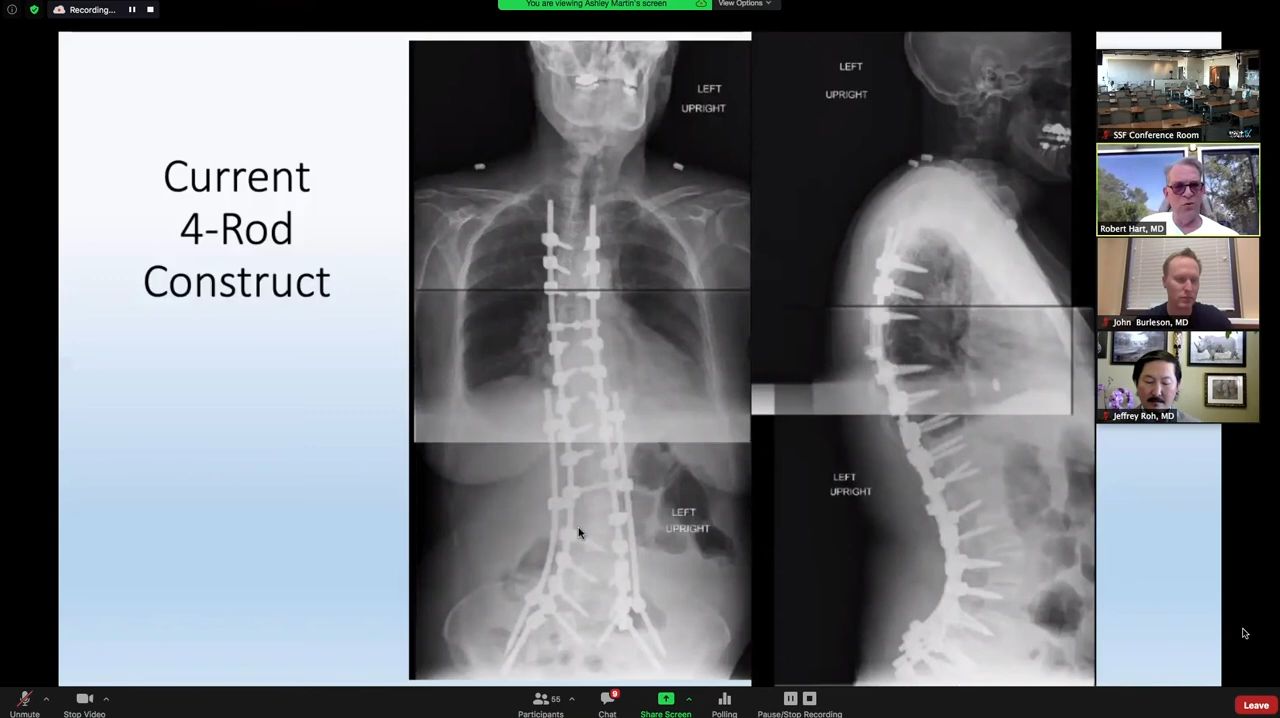 Recording...
You are viewing Ashley Martin's screen
View Options
Current
4-Rod
Construct
LEFT
UPRIGHT
LEFT
UPRIGHT
LEFT
UPRIGHT
LEFT
UPRIGHT
SSF Conference Room
Robert Hart, MD
John Burleson, MD
Jeffrey Roh, MD
Unmute
Stop Video
55
Participants
9
Chat
Share Screen
Polling
Pause/Stop Recording
Leave